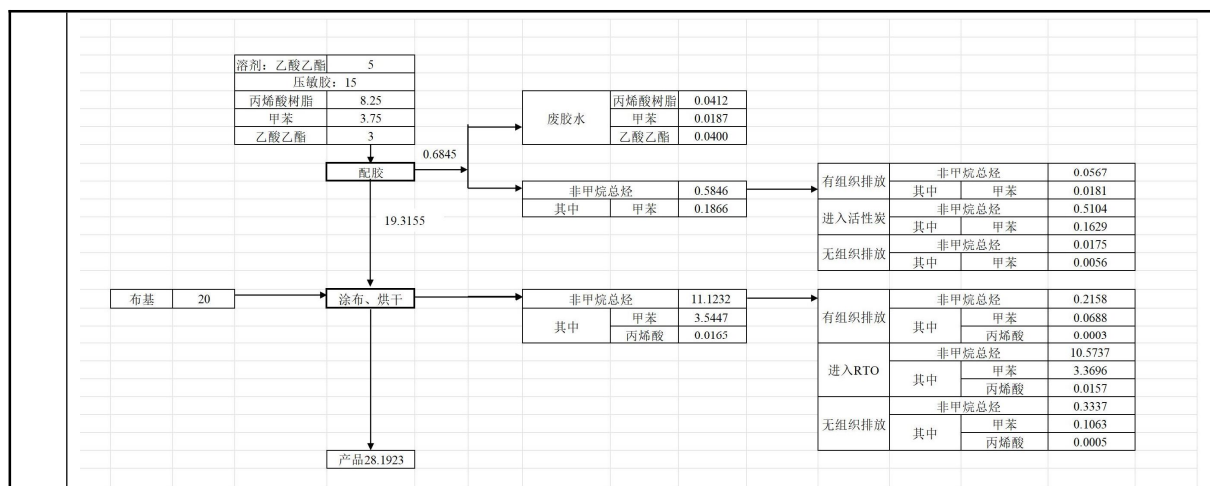 溶剂：乙酸乙酯 5
压敏胶：15
丙烯酸树脂 8.25
甲苯 3.75
乙酸乙酯 3
配胶
0.6845
废胶水
丙烯酸树脂 0.0412
甲苯 0.0187
乙酸乙酯 0.0400
非甲烷总烃 0.5846
其中 甲苯 0.1866
有组织排放
非甲烷总烃 0.0567
其中 甲苯 0.0181
进入活性炭
非甲烷总烃 0.5104
其中 甲苯 0.1629
无组织排放
非甲烷总烃 0.0175
其中 甲苯 0.0056
19.3155
布基 20
涂布、烘干
非甲烷总烃 11.1232
其中
甲苯 3.5447
丙烯酸 0.0165
有组织排放
非甲烷总烃 0.2158
其中
甲苯 0.0688
丙烯酸 0.0003
进入RTO
非甲烷总烃 10.5737
其中
甲苯 3.3696
丙烯酸 0.0157
无组织排放
非甲烷总烃 0.3337
其中
甲苯 0.1063
丙烯酸 0.0005
产品28.1923